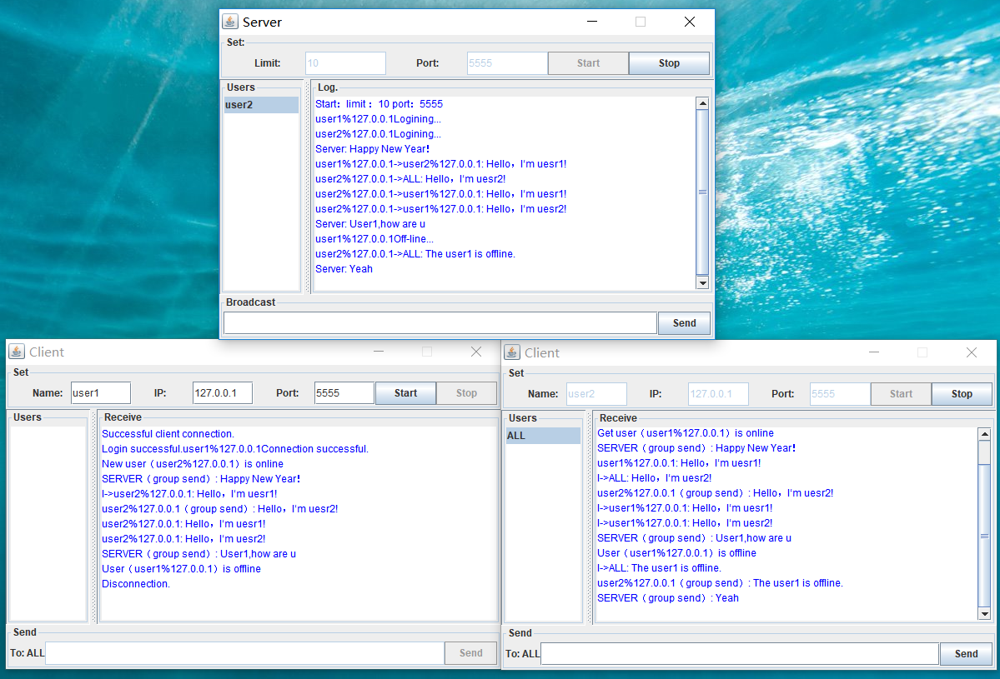 Server
Set:
Limit: 10 Port: 5555 Start Stop
Users
user2
Log.
Start：limit： 10 port：5555
user1%127.0.0.1Logining...
user2%127.0.0.1Logining...
Server: Happy New Year！
user1%127.0.0.1->user2%127.0.0.1: Hello，I‘m uesr1!
user2%127.0.0.1->ALL: Hello，I‘m uesr2!
user2%127.0.0.1->user1%127.0.0.1: Hello，I‘m uesr1!
user2%127.0.0.1->user1%127.0.0.1: Hello，I‘m uesr2!
Server: User1,how are u
user1%127.0.0.1Off-line...
user2%127.0.0.1->ALL: The user1 is offline.
Server: Yeah
Broadcast
Send
Client
Set
Name: user1 IP: 127.0.0.1 Port: 5555 Start Stop
Users
Receive
Successful client connection.
Login successful.user1%127.0.0.1Connection successful.
New user（user2%127.0.0.1）is online
SERVER（group send）: Happy New Year！
I->user2%127.0.0.1: Hello，I‘m uesr1!
user2%127.0.0.1（group send）: Hello，I‘m uesr2!
user2%127.0.0.1: Hello，I‘m uesr1!
user2%127.0.0.1: Hello，I‘m uesr2!
SERVER（group send）: User1,how are u
User（user1%127.0.0.1）is offline
Disconnection.
Send
To: ALL Send
Client
Set
Name: user2 IP: 127.0.0.1 Port: 5555 Start Stop
Users
ALL
Receive
Get user（user1%127.0.0.1）is online
SERVER（group send）: Happy New Year！
user1%127.0.0.1: Hello，I‘m uesr1!
I->ALL: Hello，I‘m uesr2!
user2%127.0.0.1（group send）: Hello，I‘m uesr2!
I->user1%127.0.0.1: Hello，I‘m uesr1!
I->user1%127.0.0.1: Hello，I‘m uesr2!
SERVER（group send）: User1,how are u
User（user1%127.0.0.1）is offline
I->ALL: The user1 is offline.
user2%127.0.0.1（group send）: The user1 is offline.
SERVER（group send）: Yeah
Send
To: ALL Send